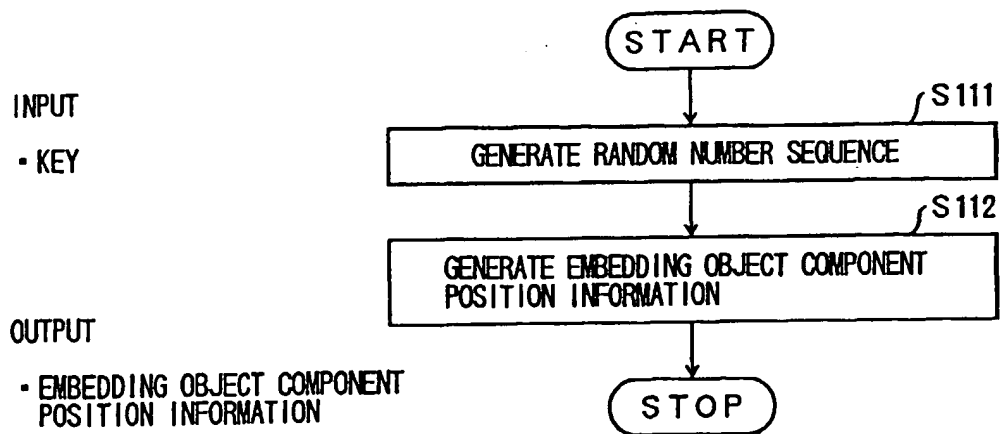 START
INPUT
S111
GENERATE RANDOM NUMBER SEQUENCE
• KEY
S112
GENERATE EMBEDDING OBJECT COMPONENT
POSITION INFORMATION
OUTPUT
• EMBEDDING OBJECT COMPONENT
POSITION INFORMATION
STOP